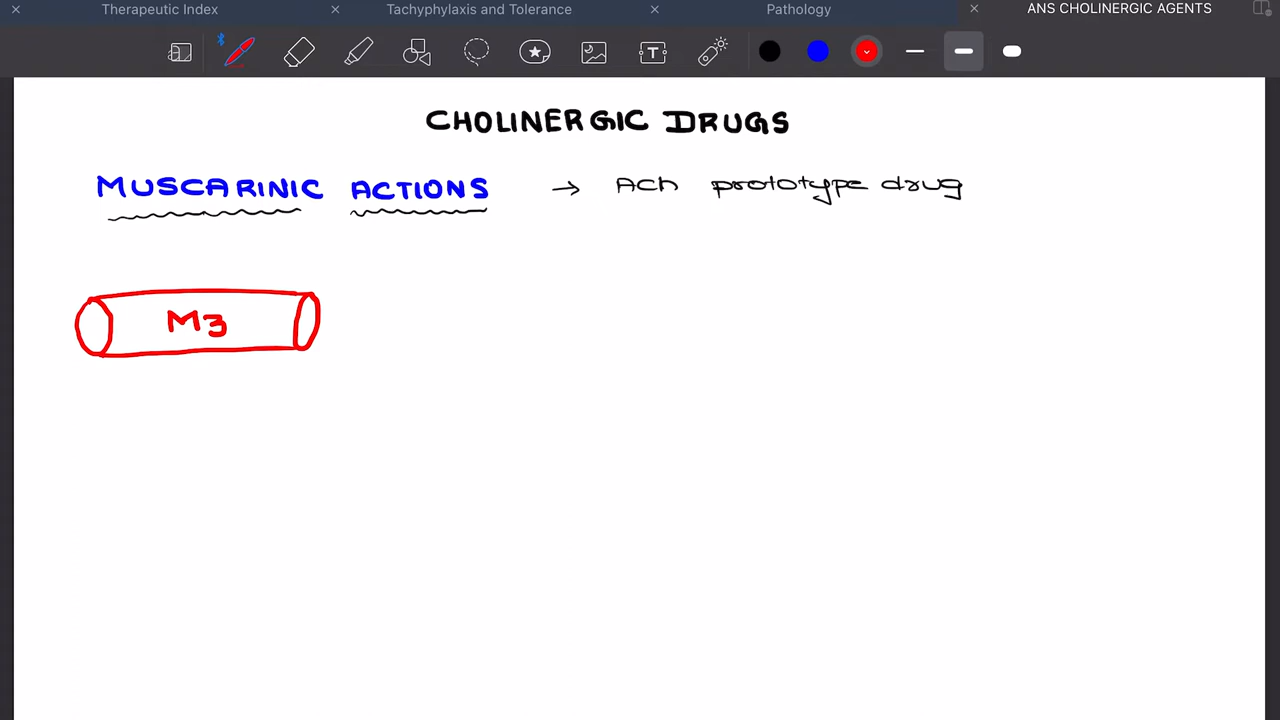 Therapeutic Index Tachyphylaxis and Tolerance Pathology ANS CHOLINERGIC AGENTS
CHOLINERGIC DRUGS
MUSCARINIC ACTIONS → Ach prototype drug
M3